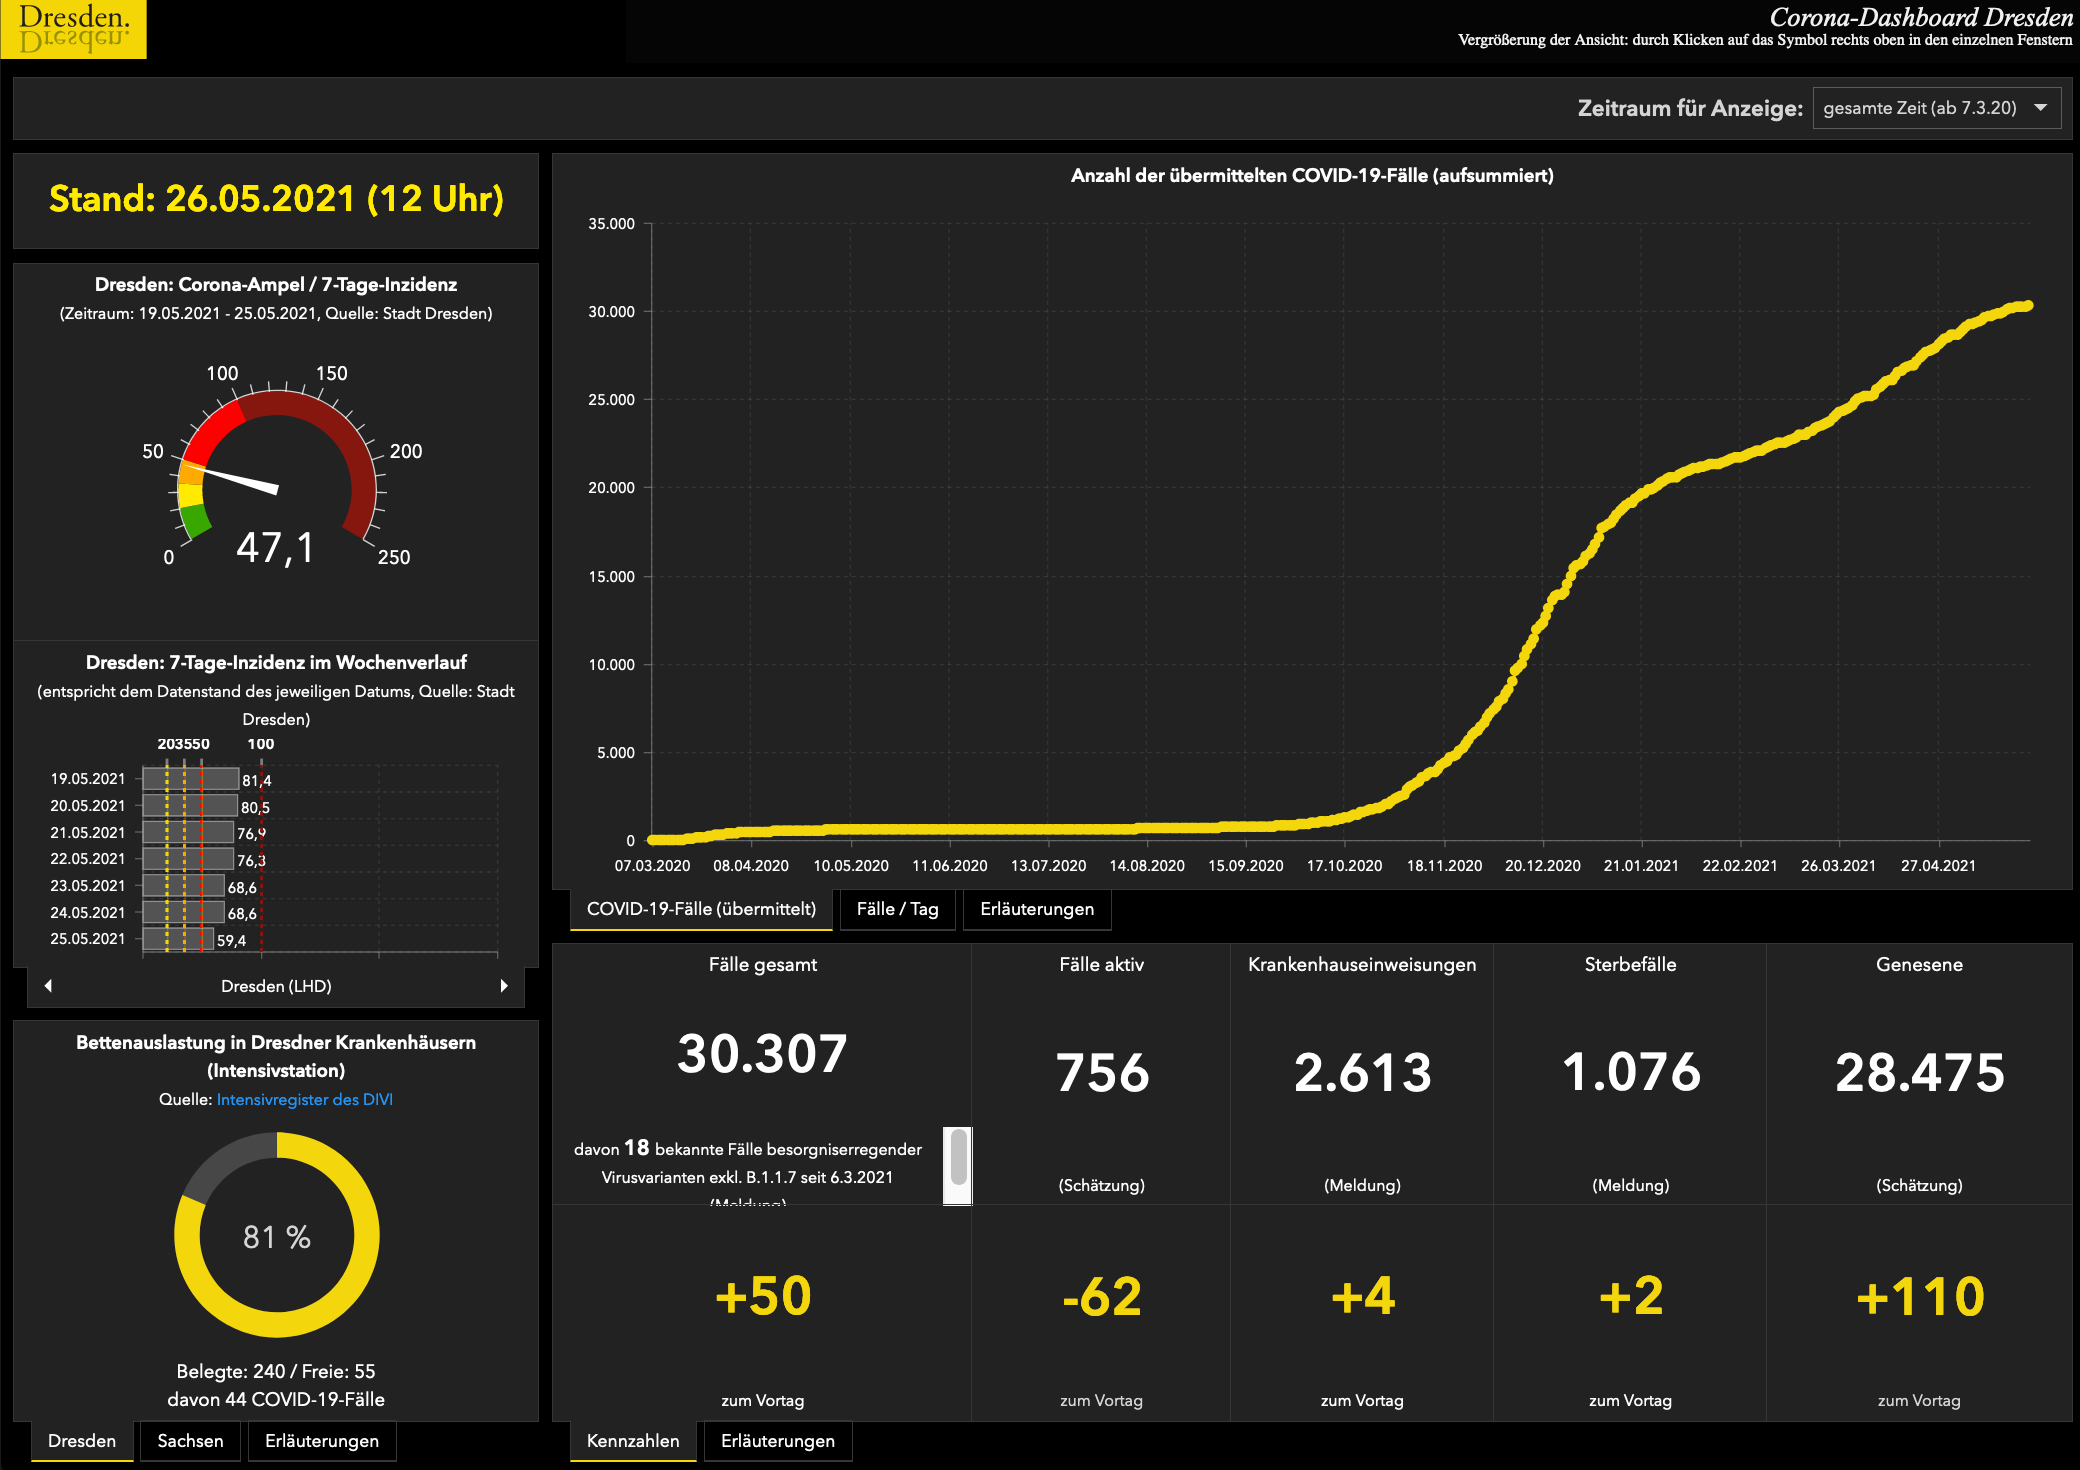 Dresden.
Dresden.
Corona-Dashboard Dresden
Vergrößerung der Ansicht: durch Klicken auf das Symbol rechts oben in den einzelnen Fenstern
Zeitraum für Anzeige: gesamte Zeit (ab 7.3.20)
Stand: 26.05.2021 (12 Uhr)
Dresden: Corona-Ampel / 7-Tage-Inzidenz
(Zeitraum: 19.05.2021 - 25.05.2021, Quelle: Stadt Dresden)
100 150
50 200
0 250
47,1
Dresden: 7-Tage-Inzidenz im Wochenverlauf
(entspricht dem Datenstand des jeweiligen Datums, Quelle: Stadt
Dresden)
203550 100
19.05.2021 81,4
20.05.2021 80,5
21.05.2021 76,9
22.05.2021 76,3
23.05.2021 68,6
24.05.2021 68,6
25.05.2021 59,4
Dresden (LHD)
Bettenauslastung in Dresdner Krankenhäusern
(Intensivstation)
Quelle: Intensivregister des DIVI
81 %
Belegte: 240 / Freie: 55
davon 44 COVID-19-Fälle
Dresden Sachsen Erläuterungen
Anzahl der übermittelten COVID-19-Fälle (aufsummiert)
35.000
30.000
25.000
20.000
15.000
10.000
5.000
0
07.03.2020 08.04.2020 10.05.2020 11.06.2020 13.07.2020 14.08.2020 15.09.2020 17.10.2020 18.11.2020 20.12.2020 21.01.2021 22.02.2021 26.03.2021 27.04.2021
COVID-19-Fälle (übermittelt) Fälle / Tag Erläuterungen
Fälle gesamt
30.307
davon 18 bekannte Fälle besorgniserregender
Virusvarianten exkl. B.1.1.7 seit 6.3.2021
(Meldung)
+50
zum Vortag
Fälle aktiv
756
(Schätzung)
-62
zum Vortag
Krankenhauseinweisungen
2.613
(Meldung)
+4
zum Vortag
Sterbefälle
1.076
(Meldung)
+2
zum Vortag
Genesene
28.475
(Schätzung)
+110
zum Vortag
Kennzahlen Erläuterungen